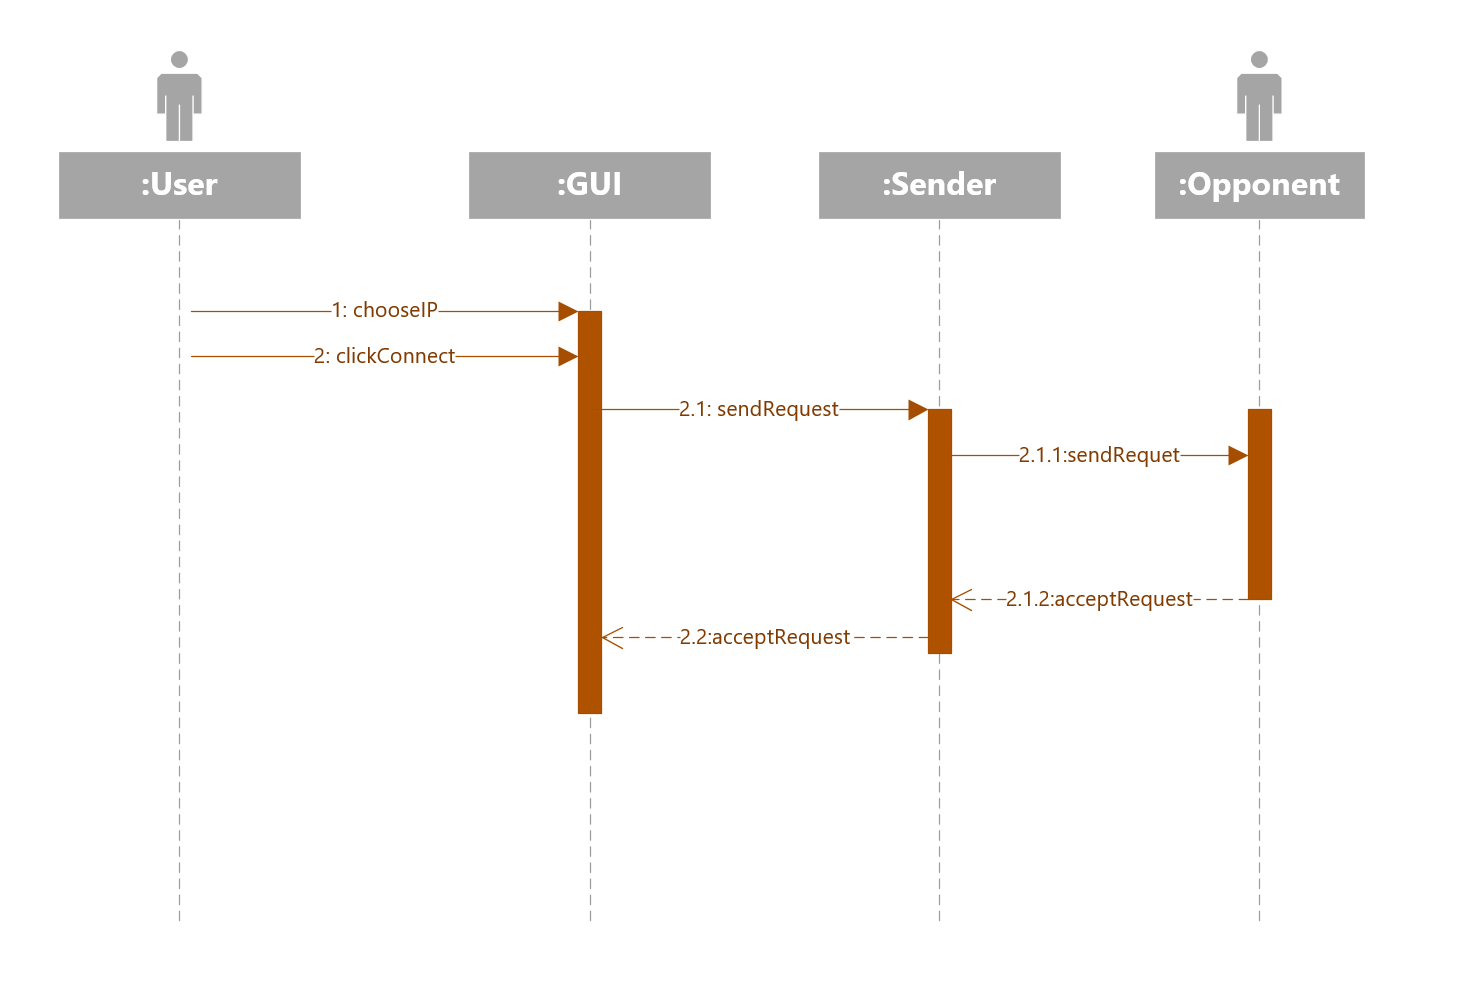 :User
:GUI
:Sender
:Opponent
1: chooseIP
2: clickConnect
2.1: sendRequest
2.1.1:sendRequet
2.1.2:acceptRequest
2.2:acceptRequest